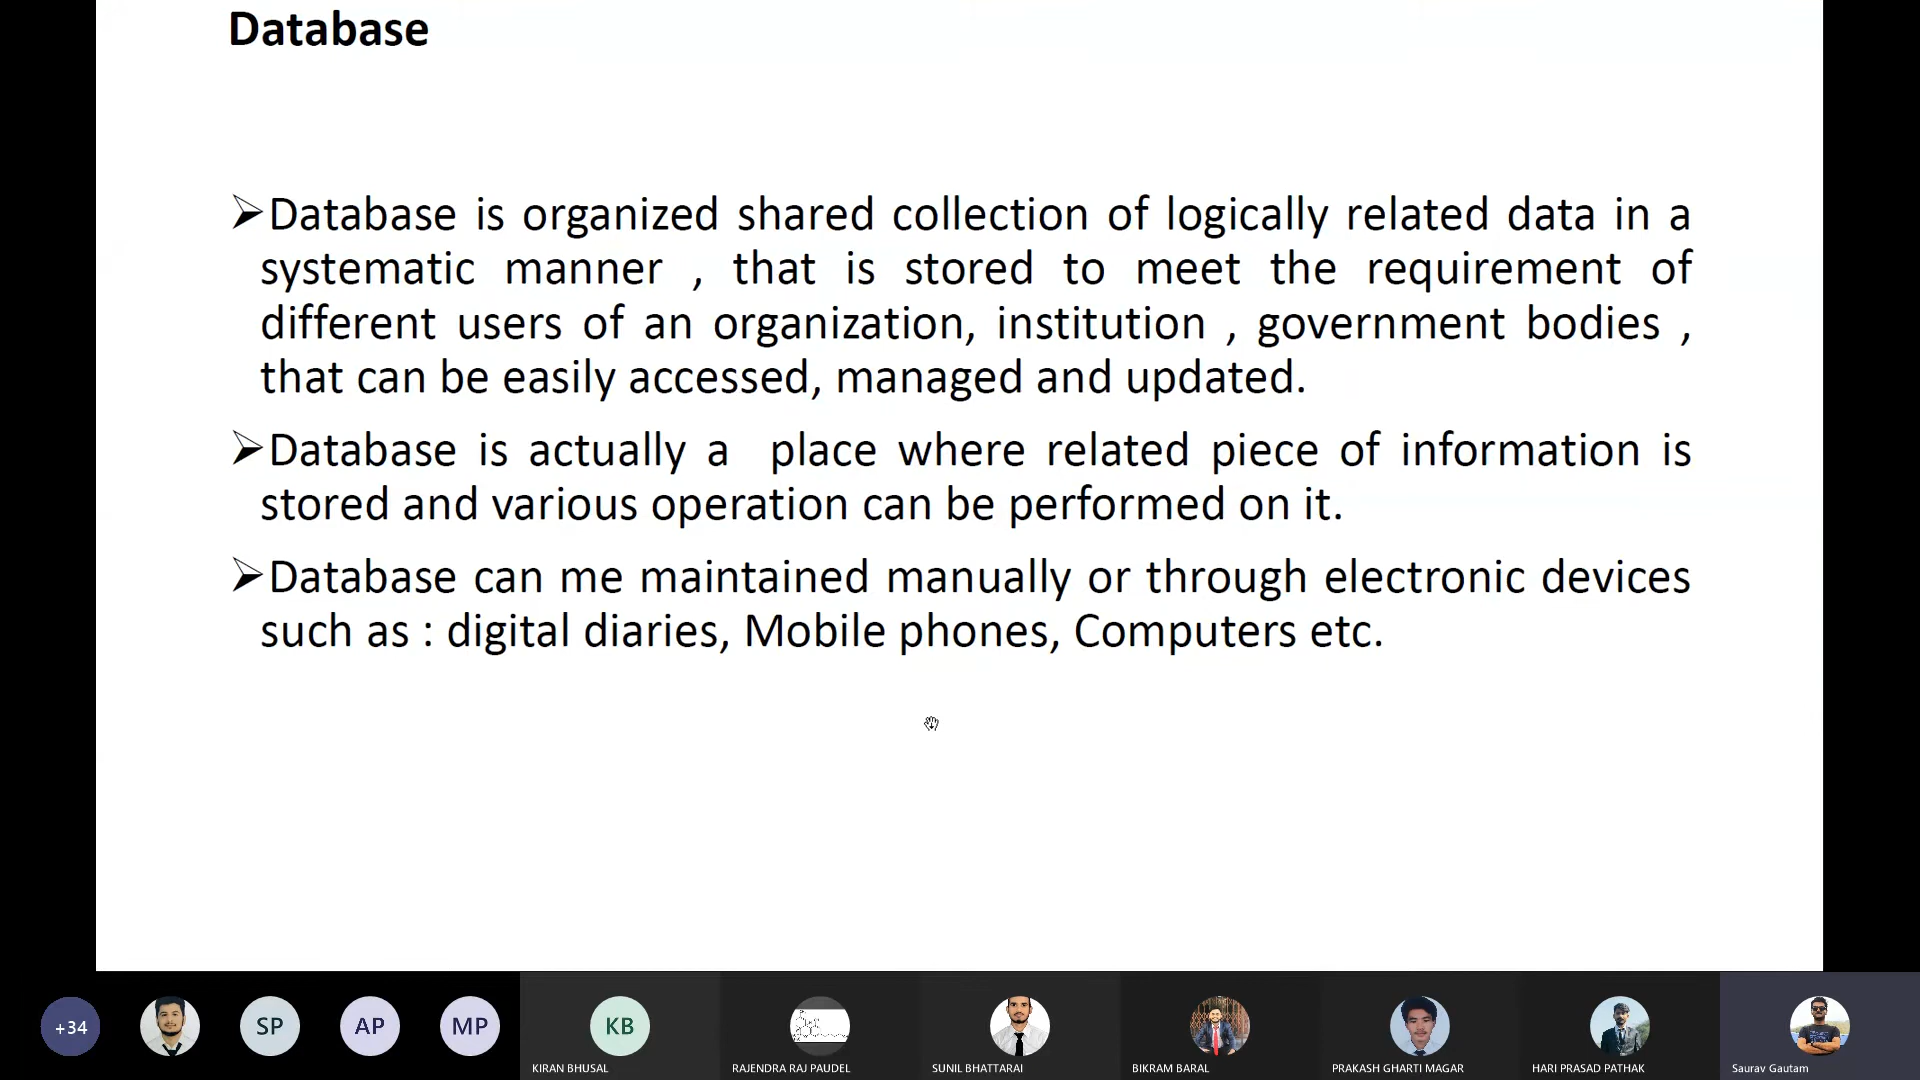 Database
➢Database is organized shared collection of logically related data in a
systematic manner , that is stored to meet the requirement of
different users of an organization, institution , government bodies ,
that can be easily accessed, managed and updated.
➢Database is actually a place where related piece of information is
stored and various operation can be performed on it.
➢Database can me maintained manually or through electronic devices
such as : digital diaries, Mobile phones, Computers etc.
+34
SP
AP
MP
KB
KIRAN BHUSAL
RAJENDRA RAJ PAUDEL
SUNIL BHATTARAI
BIKRAM BARAL
PRAKASH GHARTI MAGAR
HARI PRASAD PATHAK
Saurav Gautam